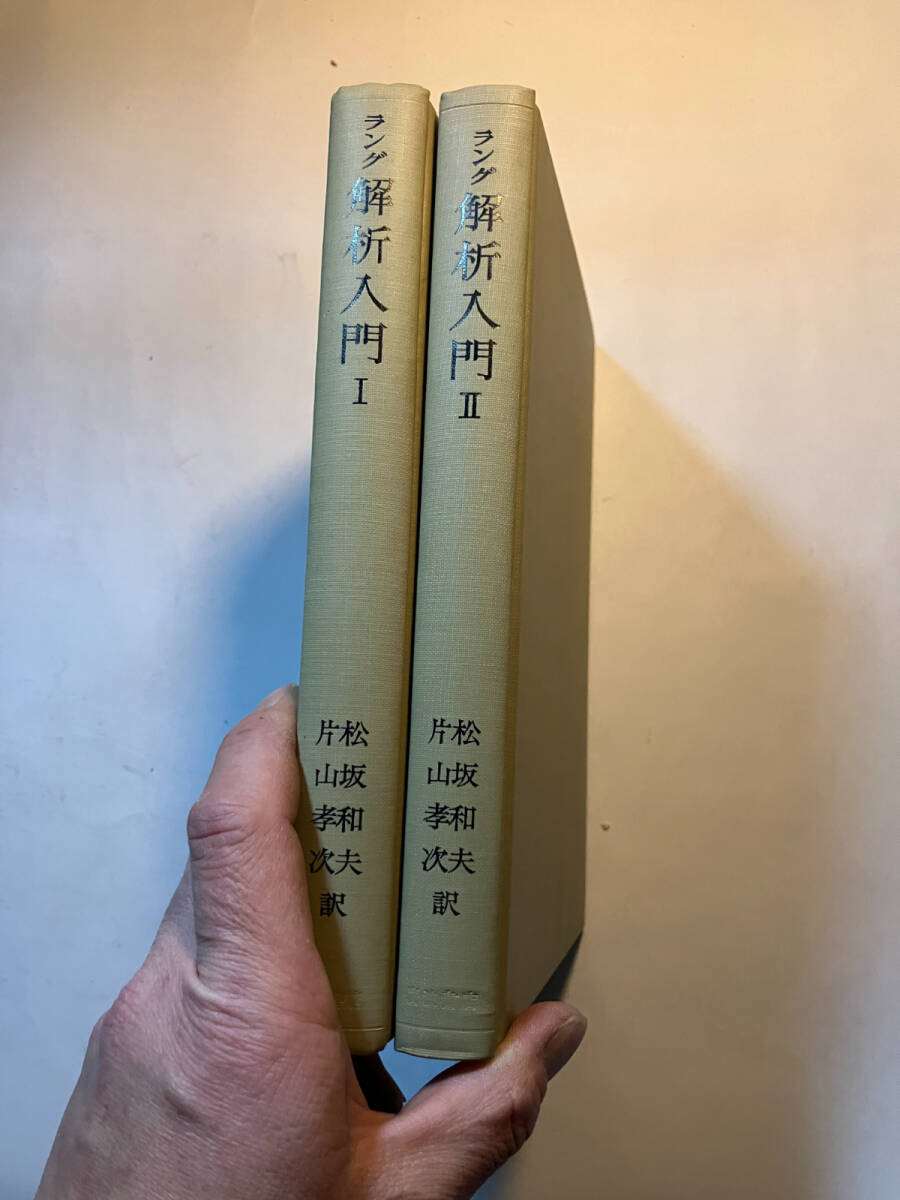 ラング
解析入門
I
松坂和夫
片山孝次
訳
ラング
解析入門
II
松坂和夫
片山孝次
訳